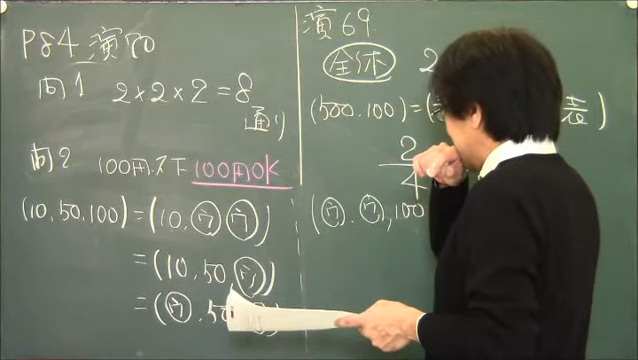 P84 演70
問1 2×2×2=8
通り
問2 100円以下 100円OK
(10,50,100)=(10,ウ,ウ)
=(10,50,ウ)
=(ウ,50
演69
全体 2
(500.100)=( 表)
2/4
(ウ.ウ,100